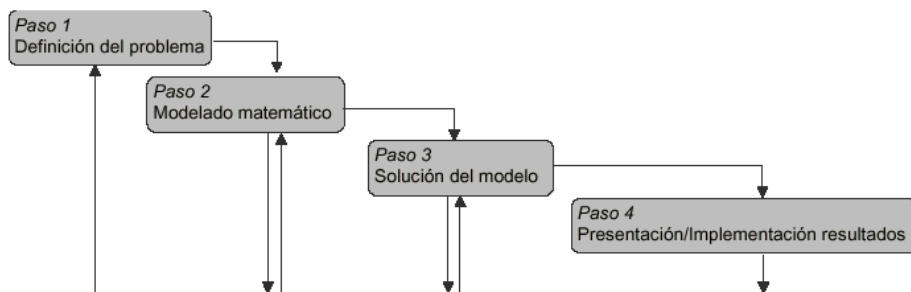 Paso 1
Definición del problema
Paso 2
Modelado matemático
Paso 3
Solución del modelo
Paso 4
Presentación/Implementación resultados